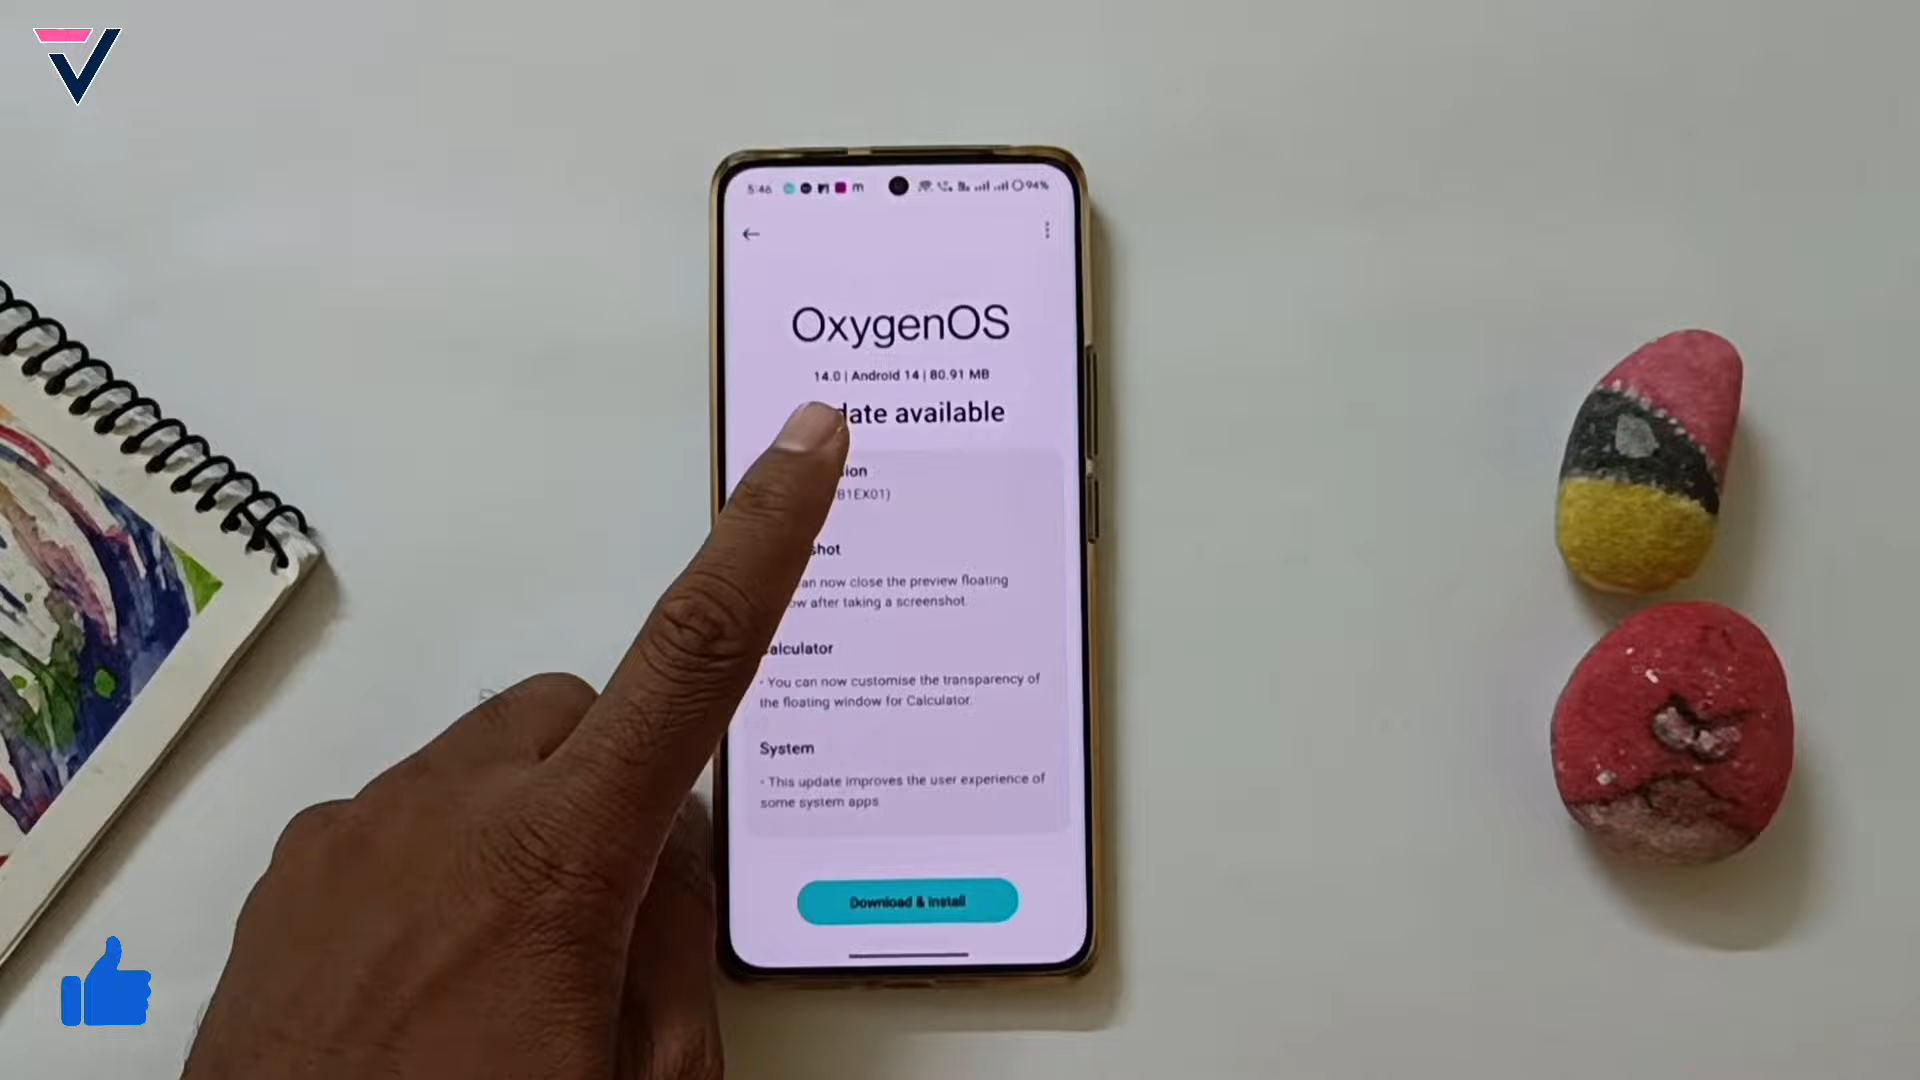 5:46
94%
OxygenOS
14.0 | Android 14 | 80.91 MB
date available
ion
B1EX01)
shot
an now close the preview floating
ow after taking a screenshot.
alculator
- You can now customise the transparency of
the floating window for Calculator.
System
- This update improves the user experience of
some system apps.
Download & install